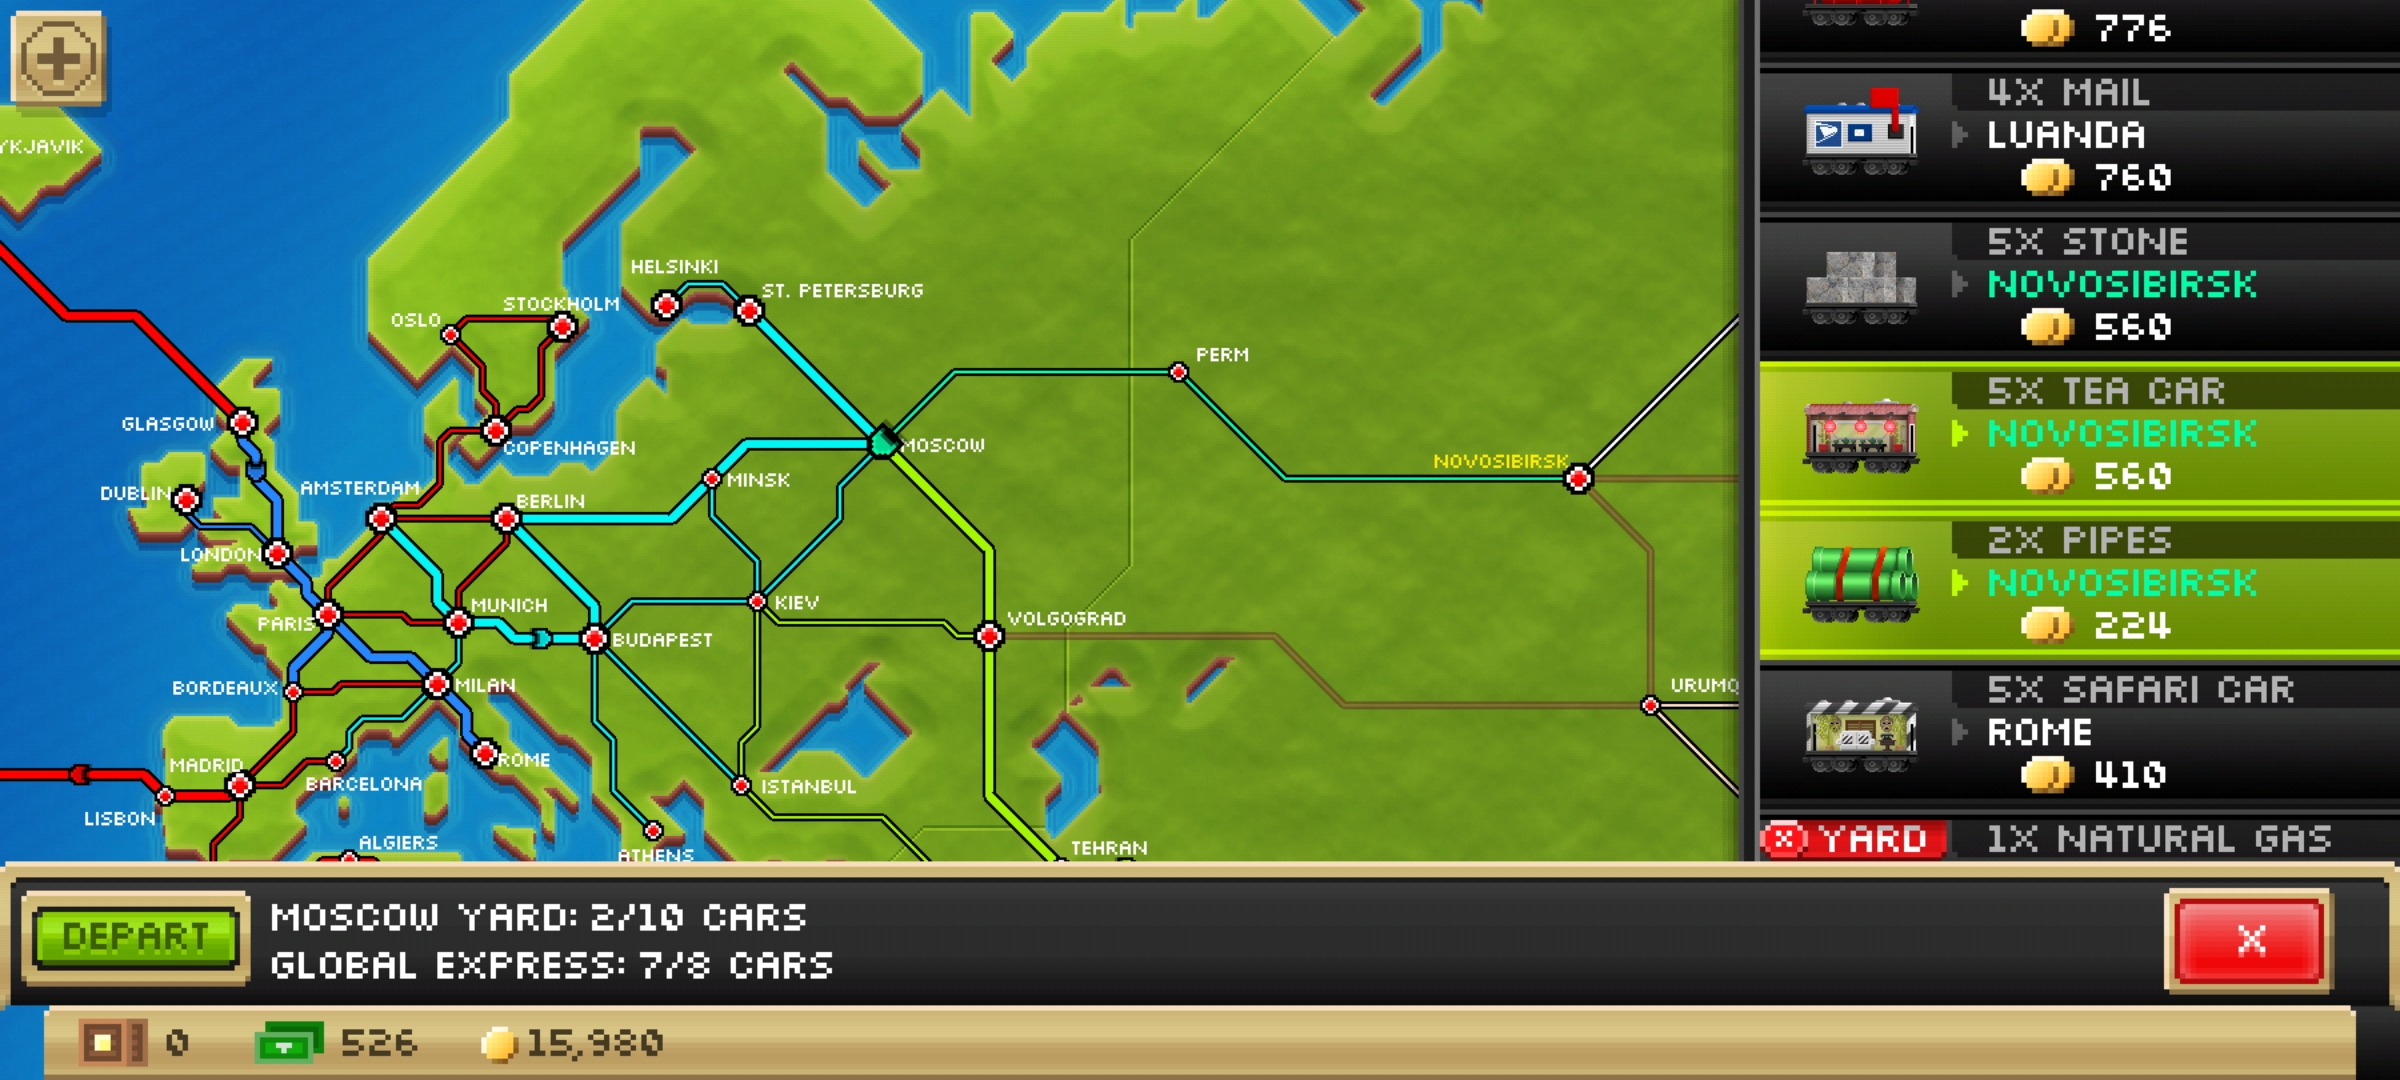 YKJAVIK
HELSINKI
ST. PETERSBURG
STOCKHOLM
OSLO
PERM
GLASGOW
COPENHAGEN
MOSCOW
NOVOSIBIRSK
MINSK
AMSTERDAM
DUBLIN
BERLIN
LONDON
MUNICH
KIEV
PARIS
VOLGOGRAD
BUDAPEST
BORDEAUX
MILAN
URUMQ
MADRID
ROME
BARCELONA
ISTANBUL
LISBON
ALGIERS
ATHENS
TEHRAN
776
4X MAIL
LUANDA
760
5X STONE
NOVOSIBIRSK
560
5X TEA CAR
NOVOSIBIRSK
560
2X PIPES
NOVOSIBIRSK
224
5X SAFARI CAR
ROME
410
YARD 1X NATURAL GAS
DEPART
MOSCOW YARD: 2/10 CARS
GLOBAL EXPRESS: 7/8 CARS
X
0 526 15,980